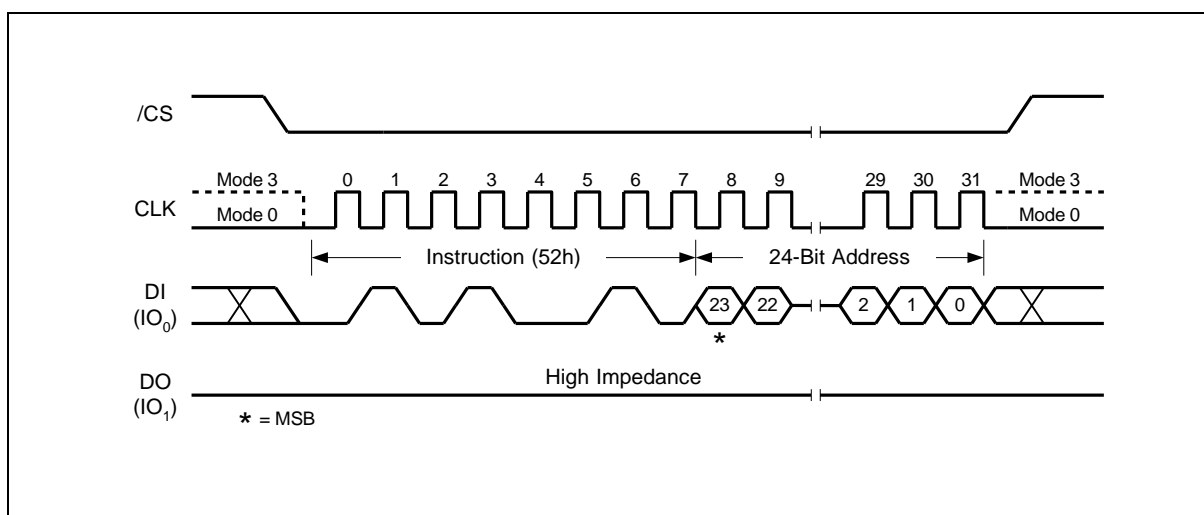 /CS
Mode 3 0 1 2 3 4 5 6 7 8 9 29 30 31 Mode 3
CLK
Mode 0 Mode 0
Instruction (52h) 24-Bit Address
DI
(IO₀)
23 22 2 1 0
*
DO
(IO₁)
High Impedance
* = MSB